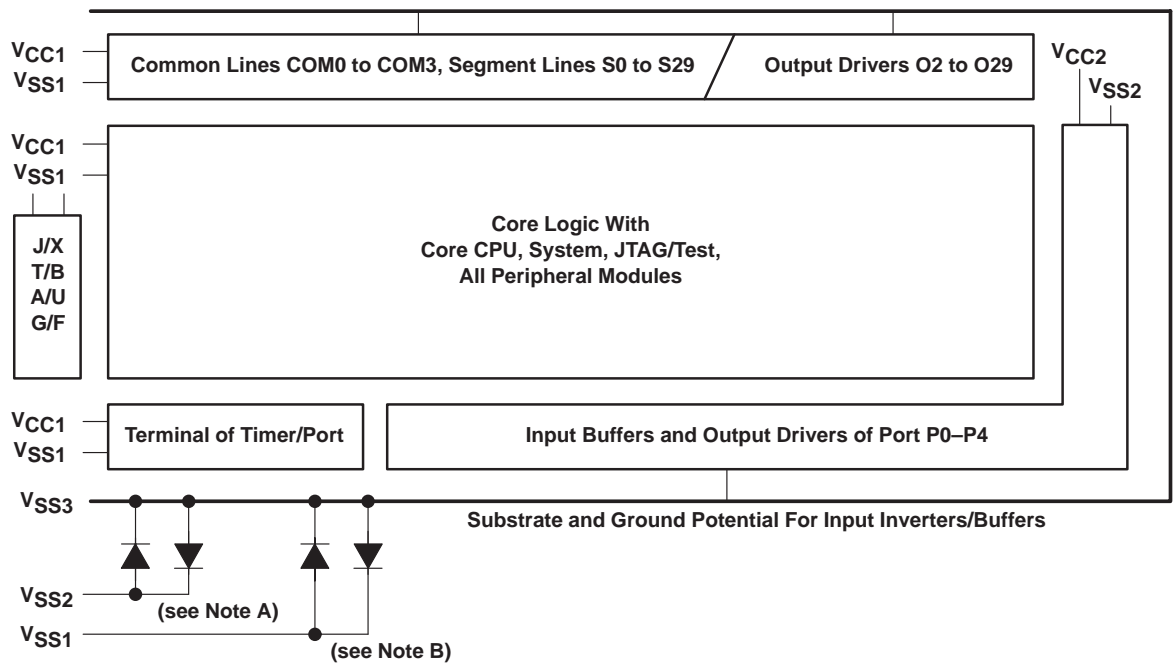 VCC1
VSS1
Common Lines COM0 to COM3, Segment Lines S0 to S29
Output Drivers O2 to O29
VCC2
VSS2
VCC1
VSS1
J/X
T/B
A/U
G/F
Core Logic With
Core CPU, System, JTAG/Test,
All Peripheral Modules
VCC1
VSS1
Terminal of Timer/Port
Input Buffers and Output Drivers of Port P0–P4
VSS3
Substrate and Ground Potential For Input Inverters/Buffers
VSS2
(see Note A)
VSS1
(see Note B)